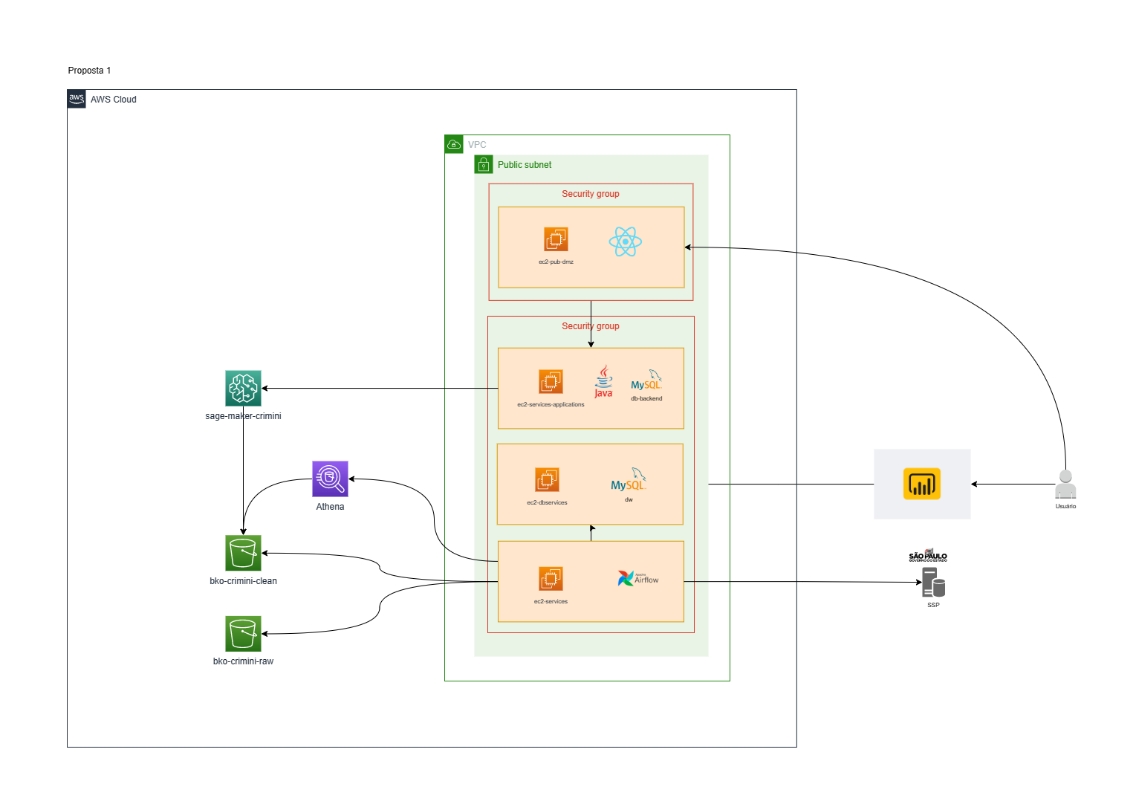 Proposta 1
aws
AWS Cloud
VPC
Public subnet
Security group
ec2-pub-dmz
Security group
ec2-services-applications
Java
MySQL
db-backend
sage-maker-crimini
ec2-dbservices
MySQL
dw
Athena
Usuário
bko-crimini-clean
ec2-services
Apache
Airflow
SÃO PAULO
GOVERNO DO ESTADO
SSP
bko-crimini-raw